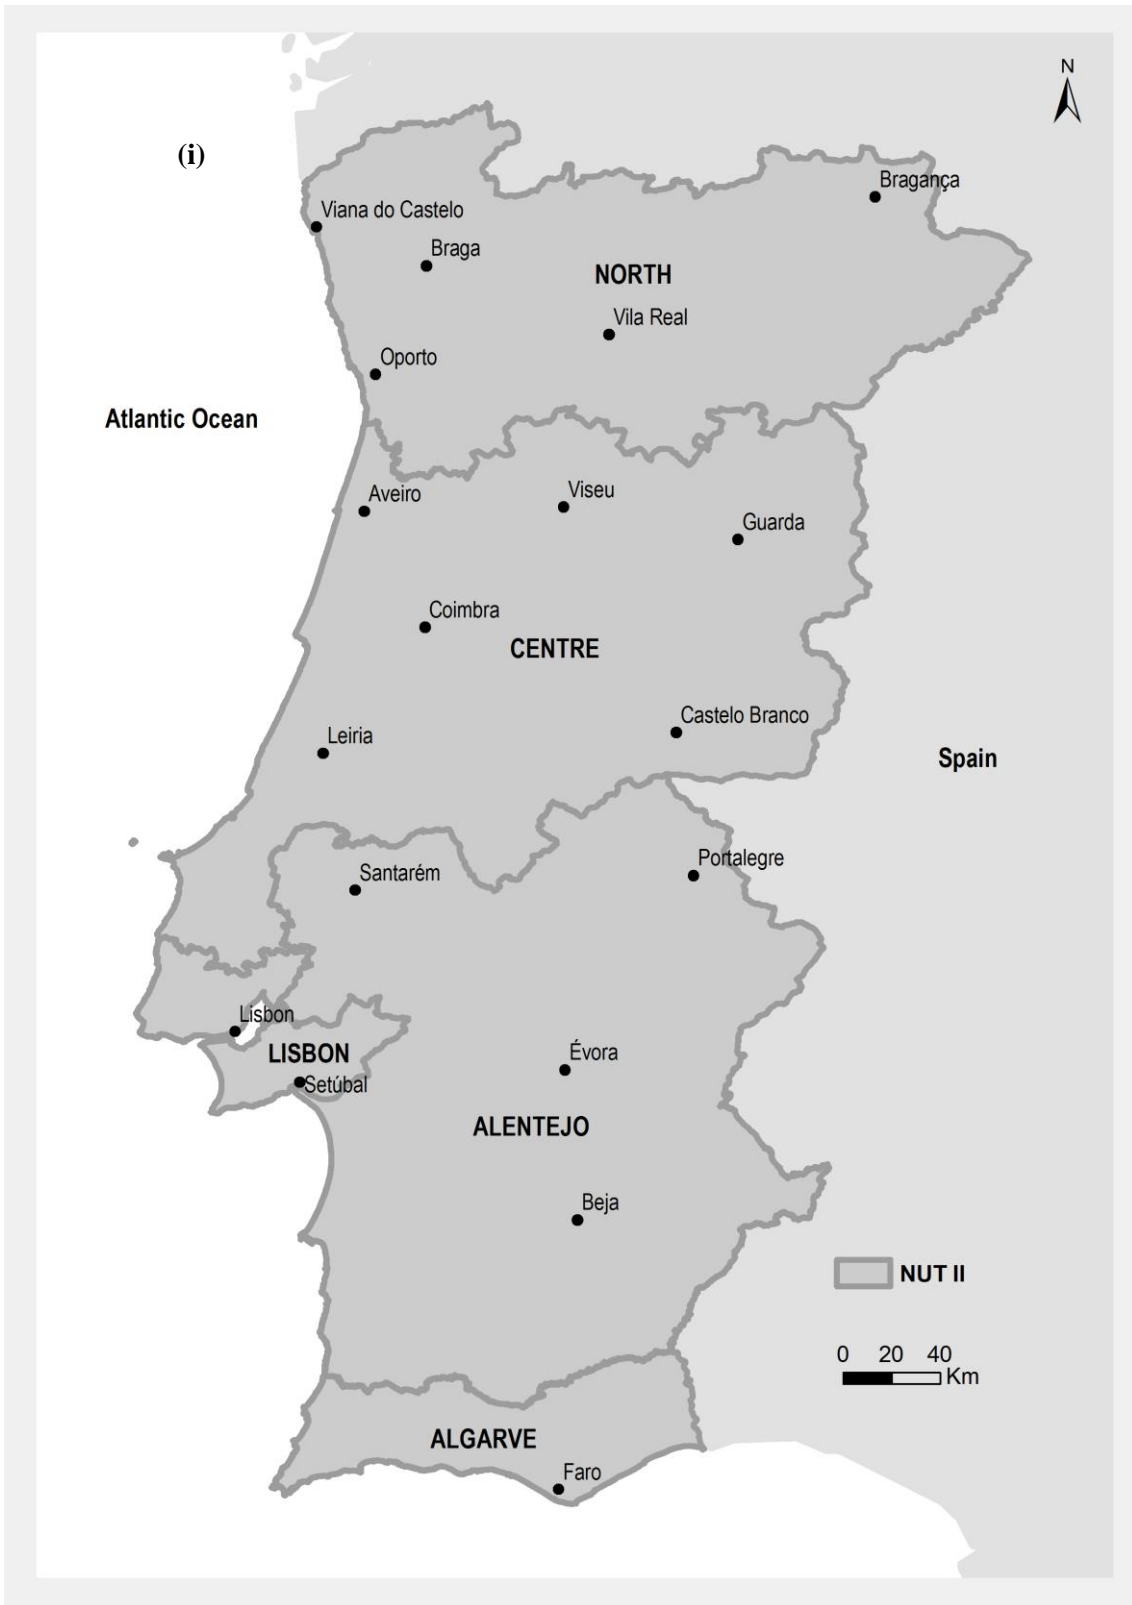 N
(i)
Bragança
Viana do Castelo
Braga
NORTH
Vila Real
Oporto
Atlantic Ocean
Aveiro
Viseu
Guarda
Coimbra
CENTRE
Castelo Branco
Leiria
Spain
Portalegre
Santarém
Lisbon
LISBON
Évora
Setúbal
ALENTEJO
Beja
NUT II
0 20 40
Km
ALGARVE
Faro